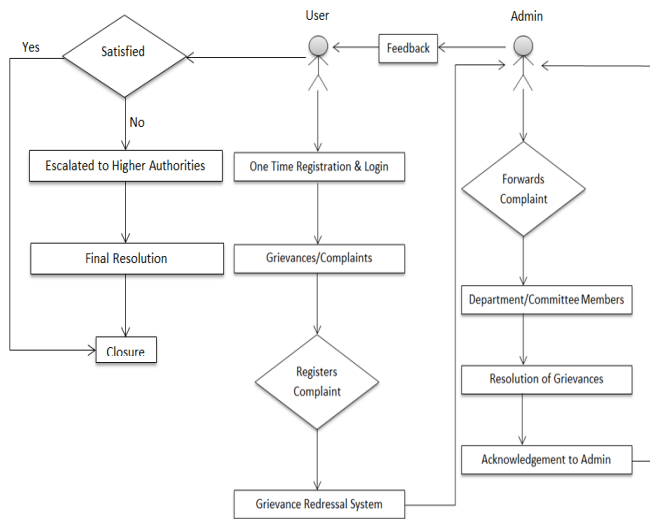 User
Admin
Yes
Satisfied
Feedback
No
Escalated to Higher Authorities
One Time Registration & Login
Forwards
Complaint
Final Resolution
Grievances/Complaints
Department/Committee Members
Closure
Registers
Complaint
Resolution of Grievances
Acknowledgement to Admin
Grievance Redressal System